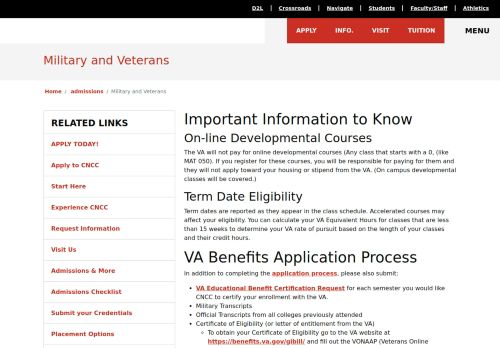 D2L | Crossroads | Navigate | Students | Faculty/Staff | Athletics
APPLY INFO. VISIT TUITION MENU
Military and Veterans
Home / admissions / Military and Veterans
RELATED LINKS
APPLY TODAY!
Apply to CNCC
Start Here
Experience CNCC
Request Information
Visit Us
Admissions & More
Admissions Checklist
Submit your Credentials
Placement Options
Important Information to Know
On-line Developmental Courses
The VA will not pay for online developmental courses (Any class that starts with a 0, (like
MAT 050). If you register for these courses, you will be responsible for paying for them and
they will not apply toward your housing or stipend from the VA. (On campus developmental
classes will be covered.)
Term Date Eligibility
Term dates are reported as they appear in the class schedule. Accelerated courses may
affect your eligibility. You can calculate your VA Equivalent Hours for classes that are less
than 15 weeks to determine your VA rate of pursuit based on the length of your classes
and their credit hours.
VA Benefits Application Process
In addition to completing the application process, please also submit:
• VA Educational Benefit Certification Request for each semester you would like
CNCC to certify your enrollment with the VA.
• Military Transcripts
• Official Transcripts from all colleges previously attended
• Certificate of Eligibility (or letter of entitlement from the VA)
◦ To obtain your Certificate of Eligibility go to the VA website at
https://benefits.va.gov/gibill/ and fill out the VONAAP (Veterans Online